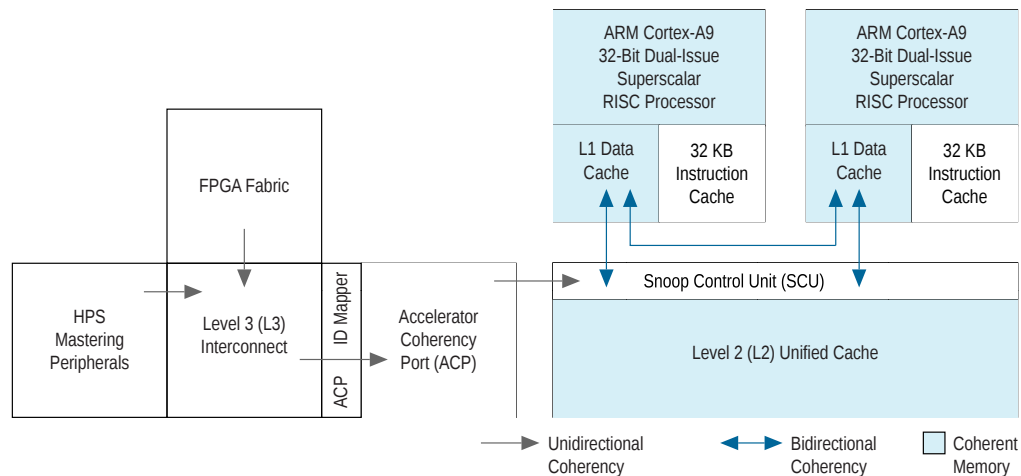 ARM Cortex-A9
32-Bit Dual-Issue
Superscalar
RISC Processor
L1 Data
Cache
32 KB
Instruction
Cache
ARM Cortex-A9
32-Bit Dual-Issue
Superscalar
RISC Processor
L1 Data
Cache
32 KB
Instruction
Cache
FPGA Fabric
HPS
Mastering
Peripherals
Level 3 (L3)
Interconnect
ACP ID Mapper
Accelerator
Coherency
Port (ACP)
Snoop Control Unit (SCU)
Level 2 (L2) Unified Cache
Unidirectional
Coherency
Bidirectional
Coherency
Coherent
Memory